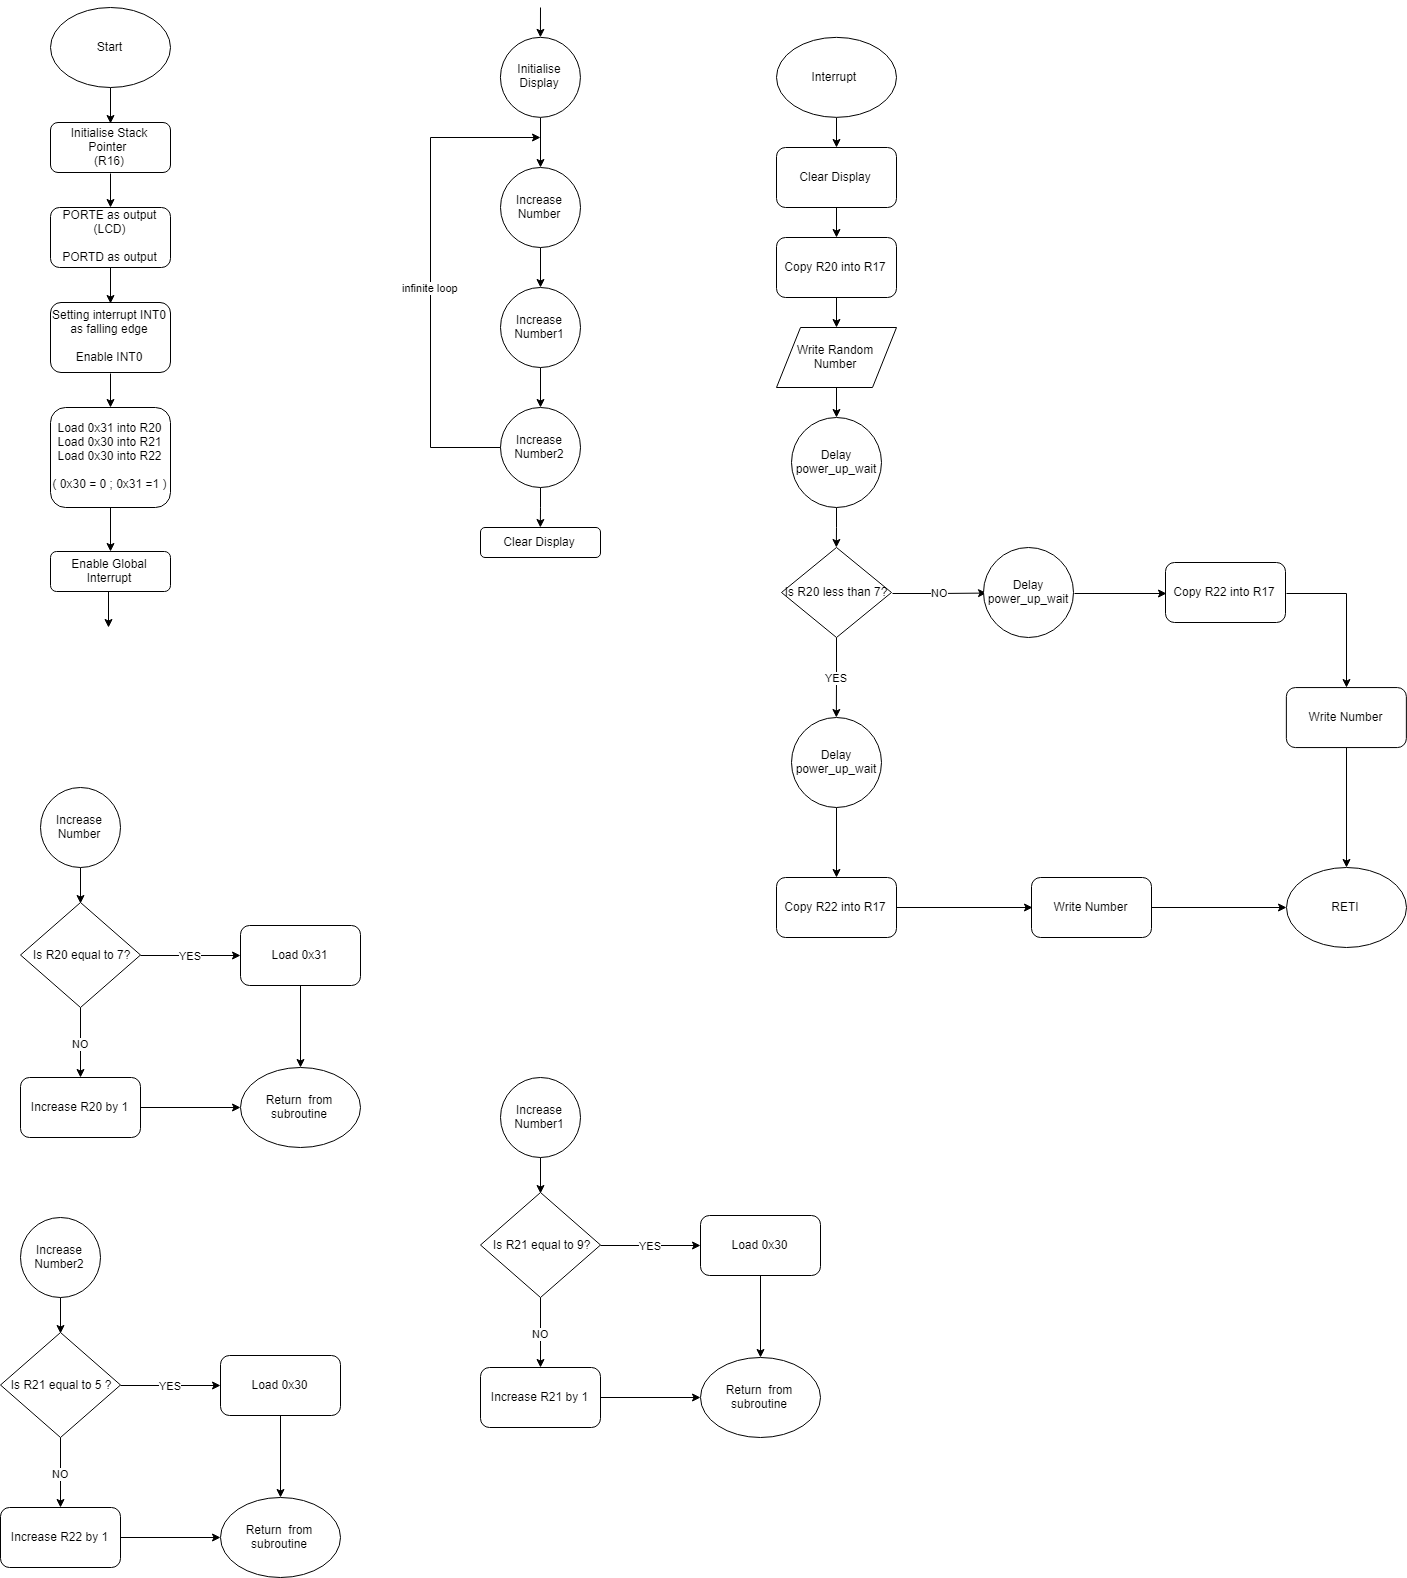 Start
Initialise Stack
Pointer
(R16)
PORTE as output
(LCD)
PORTD as output
Setting interrupt INT0
as falling edge
Enable INT0
Load 0x31 into R20
Load 0x30 into R21
Load 0x30 into R22
( 0x30 = 0 ; 0x31 =1 )
Enable Global
Interrupt
Initialise
Display
Increase
Number
infinite loop
Increase
Number1
Increase
Number2
Clear Display
Interrupt
Clear Display
Copy R20 into R17
Write Random
Number
Delay
power_up_wait
Is R20 less than 7?
NO
Delay
power_up_wait
Copy R22 into R17
Write Number
YES
Delay
power_up_wait
Copy R22 into R17
Write Number
RETI
Increase
Number
Is R20 equal to 7?
YES
Load 0x31
NO
Increase R20 by 1
Return from
subroutine
Increase
Number1
Is R21 equal to 9?
YES
Load 0x30
NO
Increase R21 by 1
Return from
subroutine
Increase
Number2
Is R21 equal to 5 ?
YES
Load 0x30
NO
Increase R22 by 1
Return from
subroutine